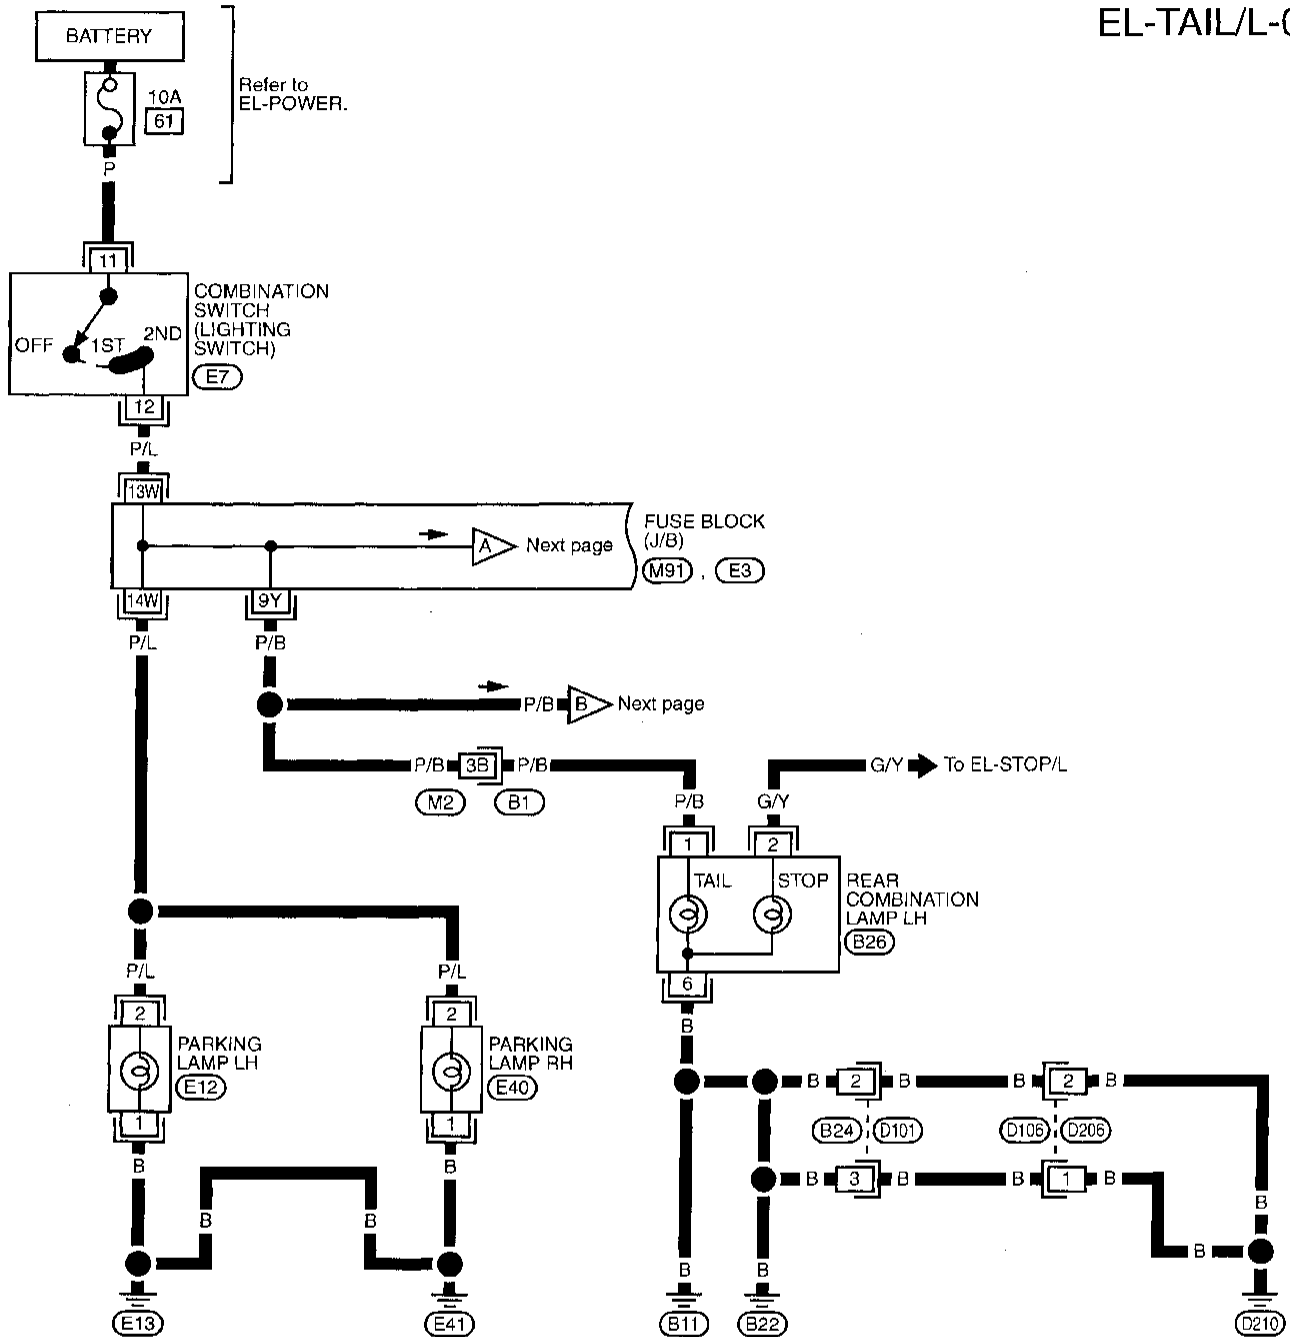 EL-TAIL/L-0
BATTERY
Refer to
EL-POWER.
10A
61
P
11
COMBINATION
SWITCH
(LIGHTING
SWITCH)
E7
OFF
1ST
2ND
12
P/L
13W
A
Next page
FUSE BLOCK
(J/B)
M91 , E3
14W
9Y
P/L
P/B
P/B
B
Next page
P/B
3B
P/B
M2
B1
G/Y
To EL-STOP/L
P/B
G/Y
1
2
TAIL
STOP
REAR
COMBINATION
LAMP LH
B26
6
B
P/L
P/L
2
2
PARKING
LAMP LH
E12
PARKING
LAMP RH
E40
1
1
B
B
B
2
B
B
2
B
B24
D101
D106
D206
B
3
B
B
1
B
B
B
B
B
B
B
B
E13
E41
B11
B22
D210